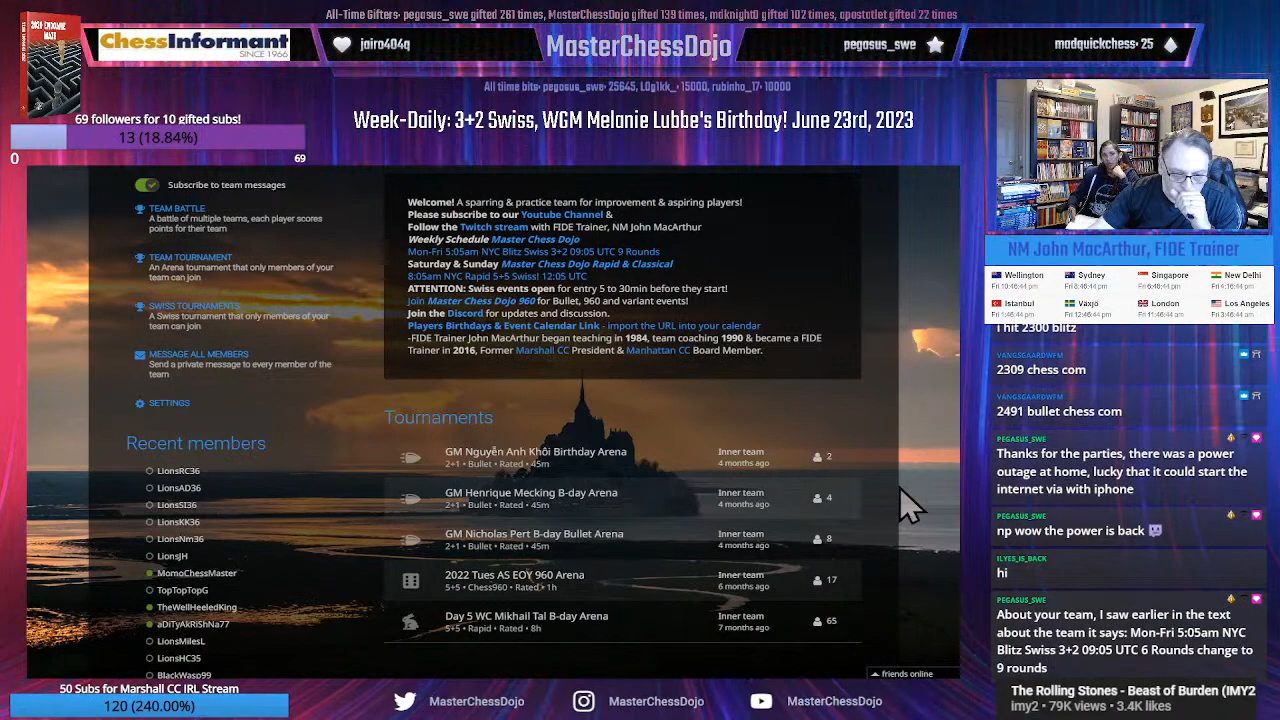 All-Time Gifters• pegasus_swe gifted 261 times, MasterChessDojo gifted 139 times, mdknight0 gifted 102 times, apostatlet gifted 22 times
ChessInformant
SINCE 1966
jairo404q
MasterChessDojo
pegasus_swe
madquickchess• 25
All tiime bits• pegasus_swe• 25645, L0g1kk_• 15000, rubinho_17• 10000
69 followers for 10 gifted subs!
13 (18.84%)
0
69
Week-Daily: 3+2 Swiss, WGM Melanie Lubbe's Birthday! June 23rd, 2023
Subscribe to team messages
TEAM BATTLE
A battle of multiple teams, each player scores
points for their team
TEAM TOURNAMENT
An Arena tournament that only members of your
team can join
SWISS TOURNAMENTS
A Swiss tournament that only members of your
team can join
MESSAGE ALL MEMBERS
Send a private message to every member of the
team
SETTINGS
Recent members
LionsRC36
LionsAD36
LionsSI36
LionsKK36
LionsNm36
LionsJH
MomoChessMaster
TopTopTopG
TheWellHeeledKing
aDiTyAkRiShNa77
LionsMilesL
LionsHC35
BlackWasp99
Welcome! A sparring & practice team for improvement & aspiring players!
Please subscribe to our Youtube Channel &
Follow the Twitch stream with FIDE Trainer, NM John MacArthur
Weekly Schedule Master Chess Dojo
Mon-Fri 5:05am NYC Blitz Swiss 3+2 09:05 UTC 9 Rounds
Saturday & Sunday Master Chess Dojo Rapid & Classical
8:05am NYC Rapid 5+5 Swiss! 12:05 UTC
ATTENTION: Swiss events open for entry 5 to 30min before they start!
Join Master Chess Dojo 960 for Bullet, 960 and variant events!
Join the Discord for updates and discussion.
Players Birthdays & Event Calendar Link - import the URL into your calendar
-FIDE Trainer John MacArthur began teaching in 1984, team coaching 1990 & became a FIDE
Trainer in 2016, Former Marshall CC President & Manhattan CC Board Member.
Tournaments
GM Nguyễn Anh Khôi Birthday Arena
2+1 • Bullet • Rated • 45m
Inner team
4 months ago
2
GM Henrique Mecking B-day Arena
2+1 • Bullet • Rated • 45m
Inner team
4 months ago
4
GM Nicholas Pert B-day Bullet Arena
2+1 • Bullet • Rated • 45m
Inner team
4 months ago
8
2022 Tues AS EOY 960 Arena
5+5 • Chess960 • Rated • 1h
Inner team
6 months ago
17
Day 5 WC Mikhail Tal B-day Arena
5+5 • Rapid • Rated • 8h
Inner team
7 months ago
65
friends online
NM John MacArthur, FIDE Trainer
Wellington
Fri 10:46:44 pm
Sydney
Fri 8:46:44 pm
Singapore
Fri 6:46:44 pm
New Delhi
Fri 4:16:44 pm
Istanbul
Fri 1:46:44 pm
Växjö
Fri 12:46:44 pm
London
Fri 11:46:44 am
Los Angeles
Fri 3:46:44 am
I hit 2300 blitz
VANGSGAARDWFM
2309 chess com
VANGSGAARDWFM
2491 bullet chess com
PEGASUS_SWE
Thanks for the parties, there was a power
outage at home, lucky that it could start the
internet via with iphone
PEGASUS_SWE
np wow the power is back
ILYES_IS_BACK
hi
PEGASUS_SWE
About your team, I saw earlier in the text
about the team it says: Mon-Fri 5:05am NYC
Blitz Swiss 3+2 09:05 UTC 6 Rounds change to
9 rounds
The Rolling Stones - Beast of Burden (IMY2
imy2 • 79K views • 3.4K likes
50 Subs for Marshall CC IRL Stream
120 (240.00%)
MasterChessDojo
MasterChessDojo
MasterChessDojo